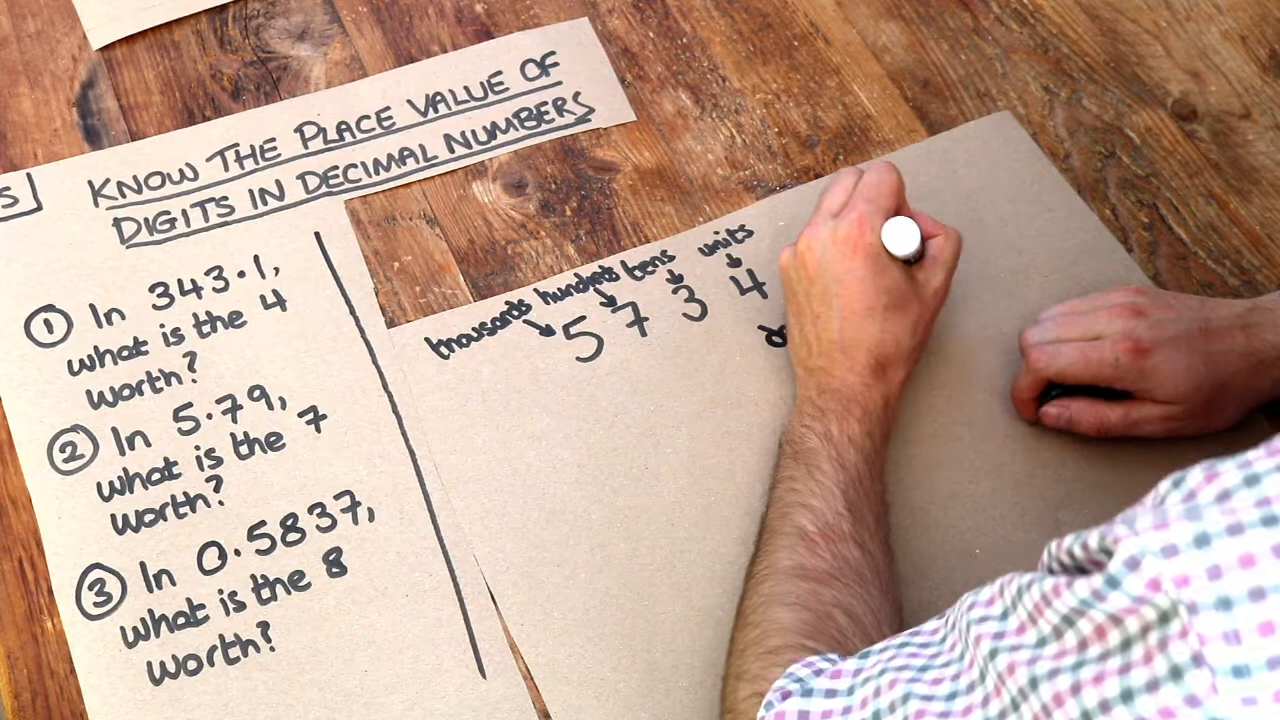 S
KNOW THE PLACE VALUE OF
DIGITS IN DECIMAL NUMBERS
① In 343.1,
what is the 4
worth?
② In 5.79,
what is the 7
worth?
③ In 0.5837,
what is the 8
worth?
thousands hundreds tens units
5 7 3 4